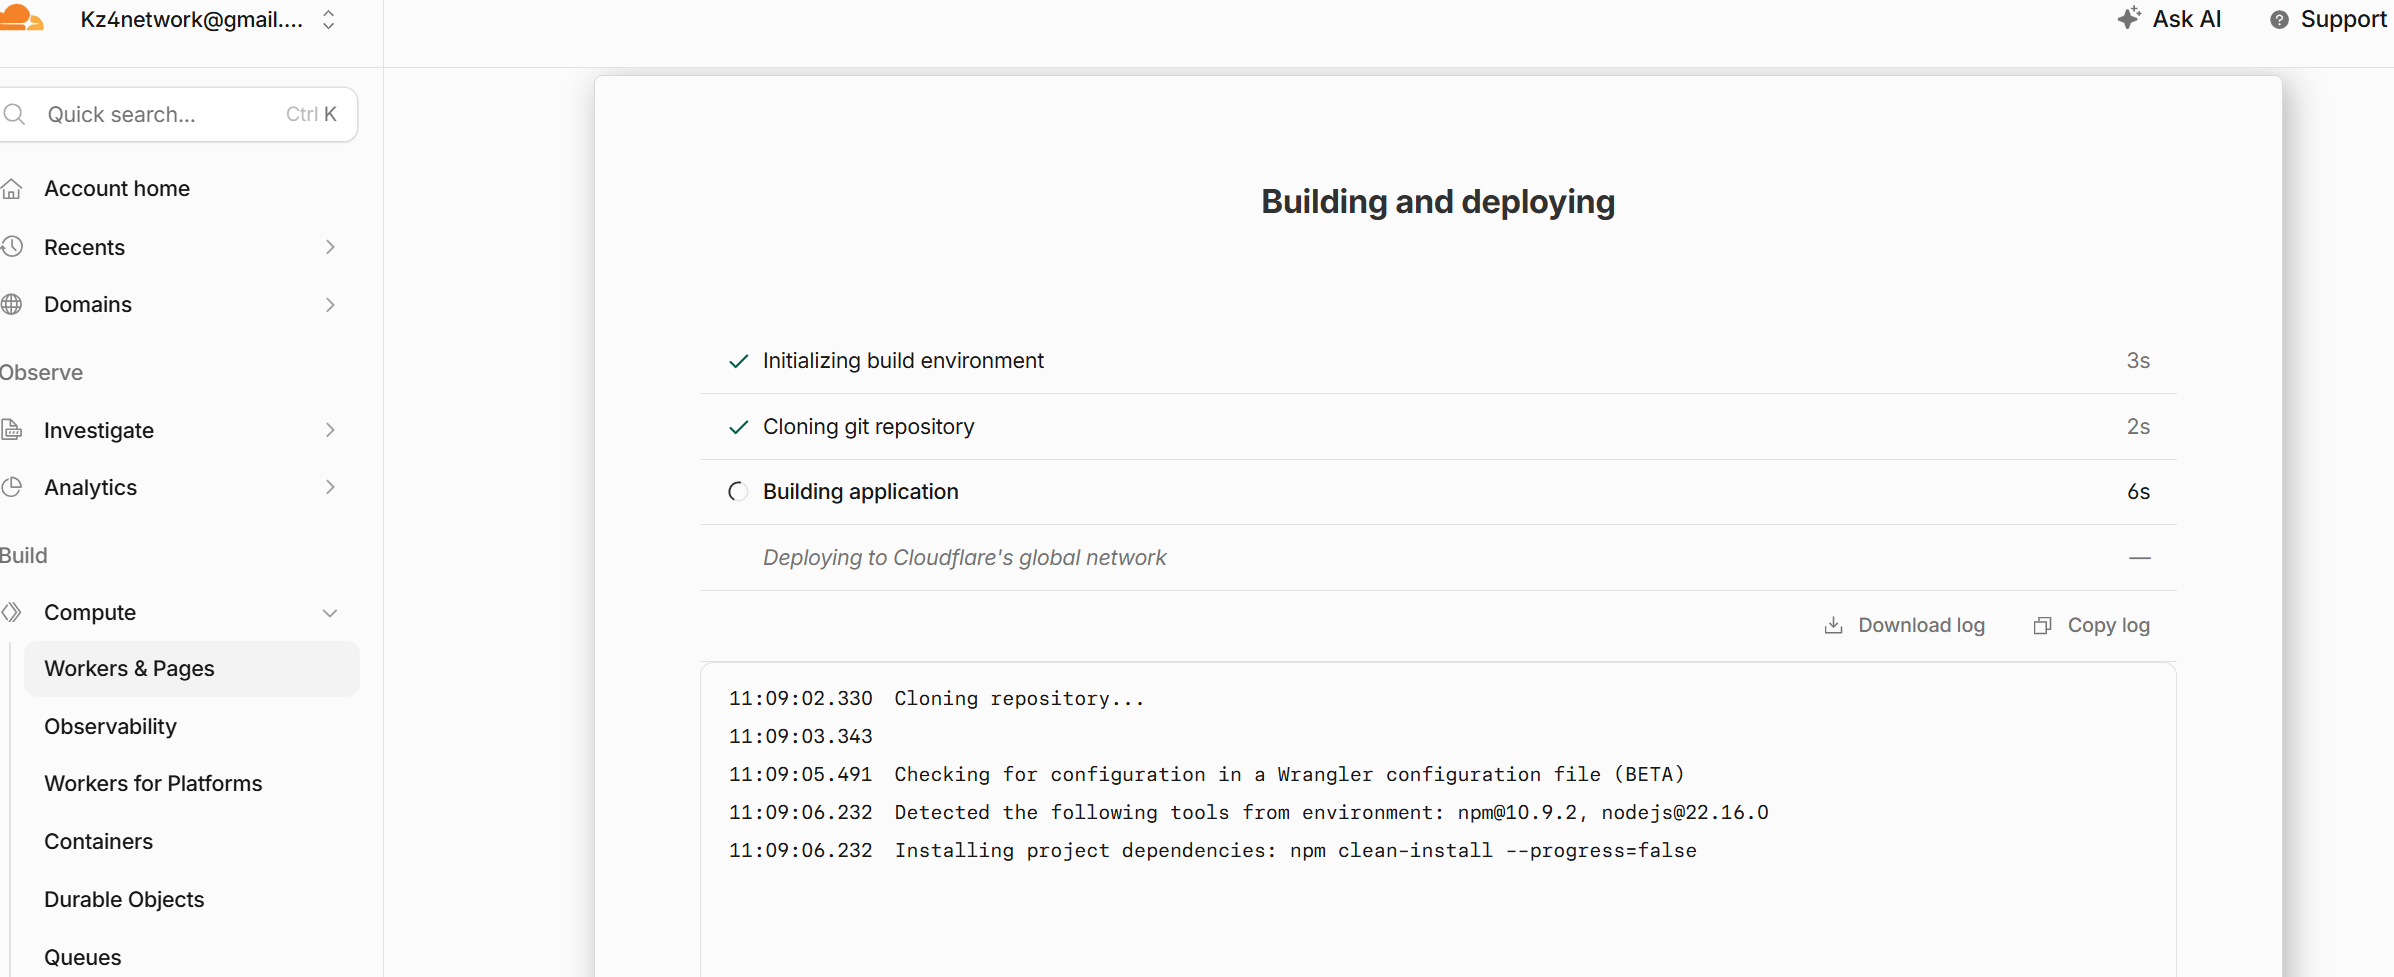 Kz4network@gmail....
Ask AI
Support
Quick search...
Ctrl K
Account home
Recents
Domains
Observe
Investigate
Analytics
Build
Compute
Workers & Pages
Observability
Workers for Platforms
Containers
Durable Objects
Queues
Building and deploying
Initializing build environment 3s
Cloning git repository 2s
Building application 6s
Deploying to Cloudflare's global network —
Download log
Copy log
11:09:02.330 Cloning repository...
11:09:03.343
11:09:05.491 Checking for configuration in a Wrangler configuration file (BETA)
11:09:06.232 Detected the following tools from environment: npm@10.9.2, nodejs@22.16.0
11:09:06.232 Installing project dependencies: npm clean-install --progress=false